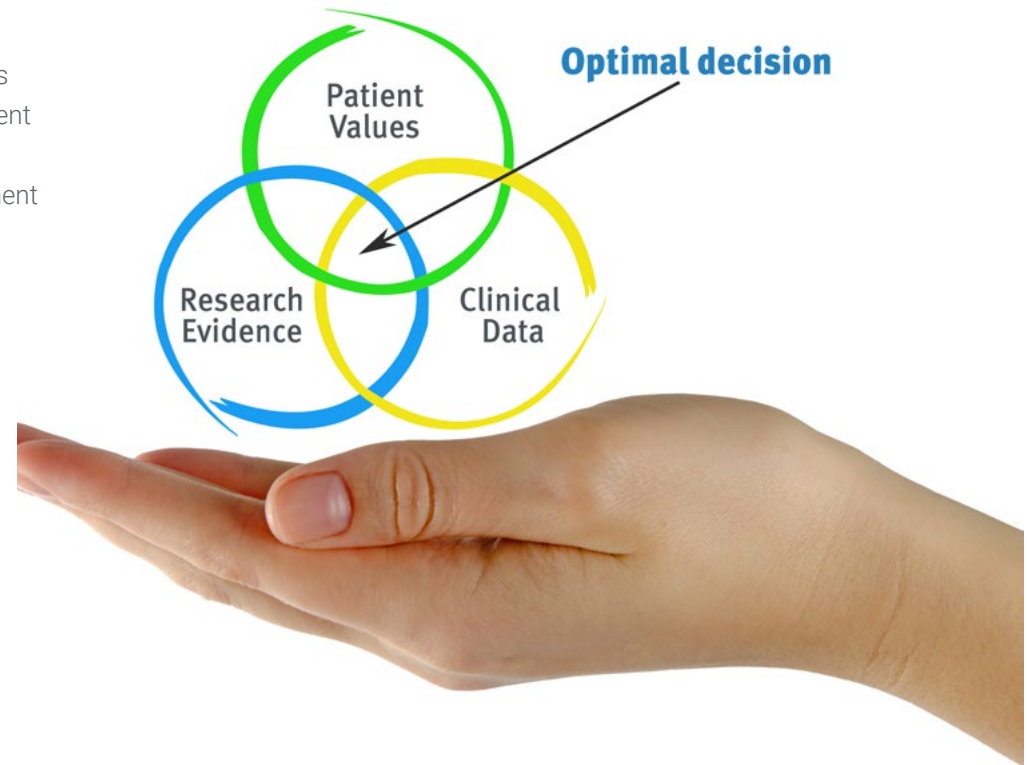 Optimal decision
Patient
Values
Research
Evidence
Clinical
Data